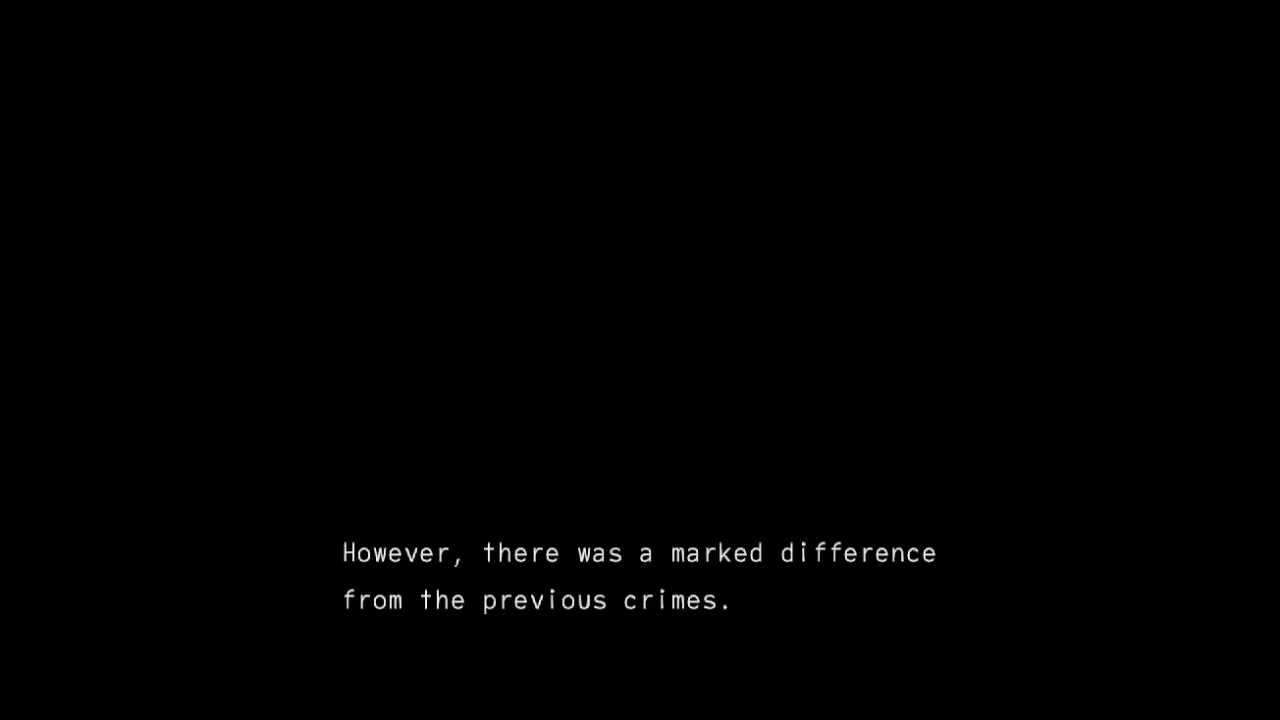 However, there was a marked difference
from the previous crimes.